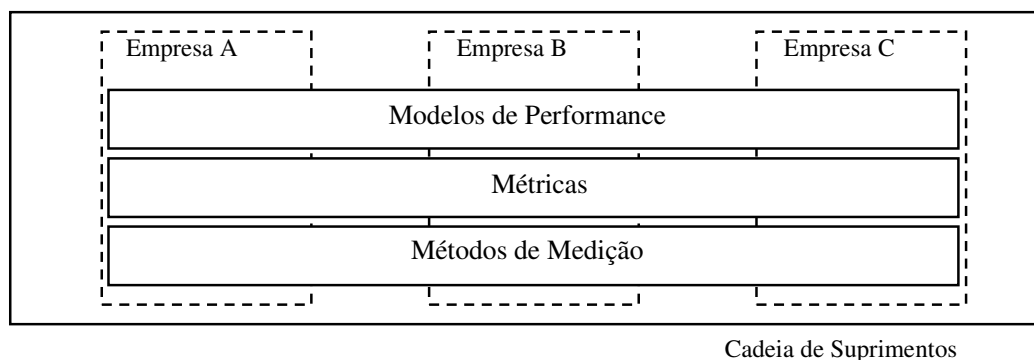 Empresa A
Empresa B
Empresa C
Modelos de Performance
Métricas
Métodos de Medição
Cadeia de Suprimentos